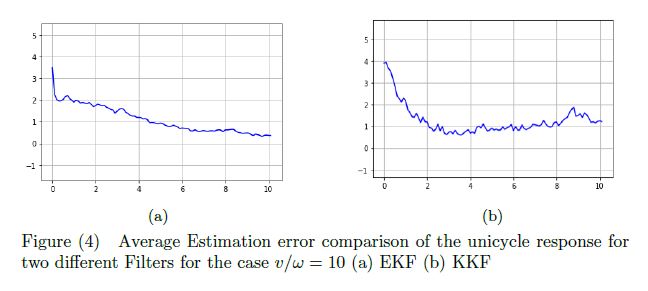 5
4
3
2
1
0
−1
0 2 4 6 8 10
(a)
5
4
3
2
1
0
−1
0 2 4 6 8 10
(b)
Figure (4) Average Estimation error comparison of the unicycle response for
two different Filters for the case v/ω = 10 (a) EKF (b) KKF